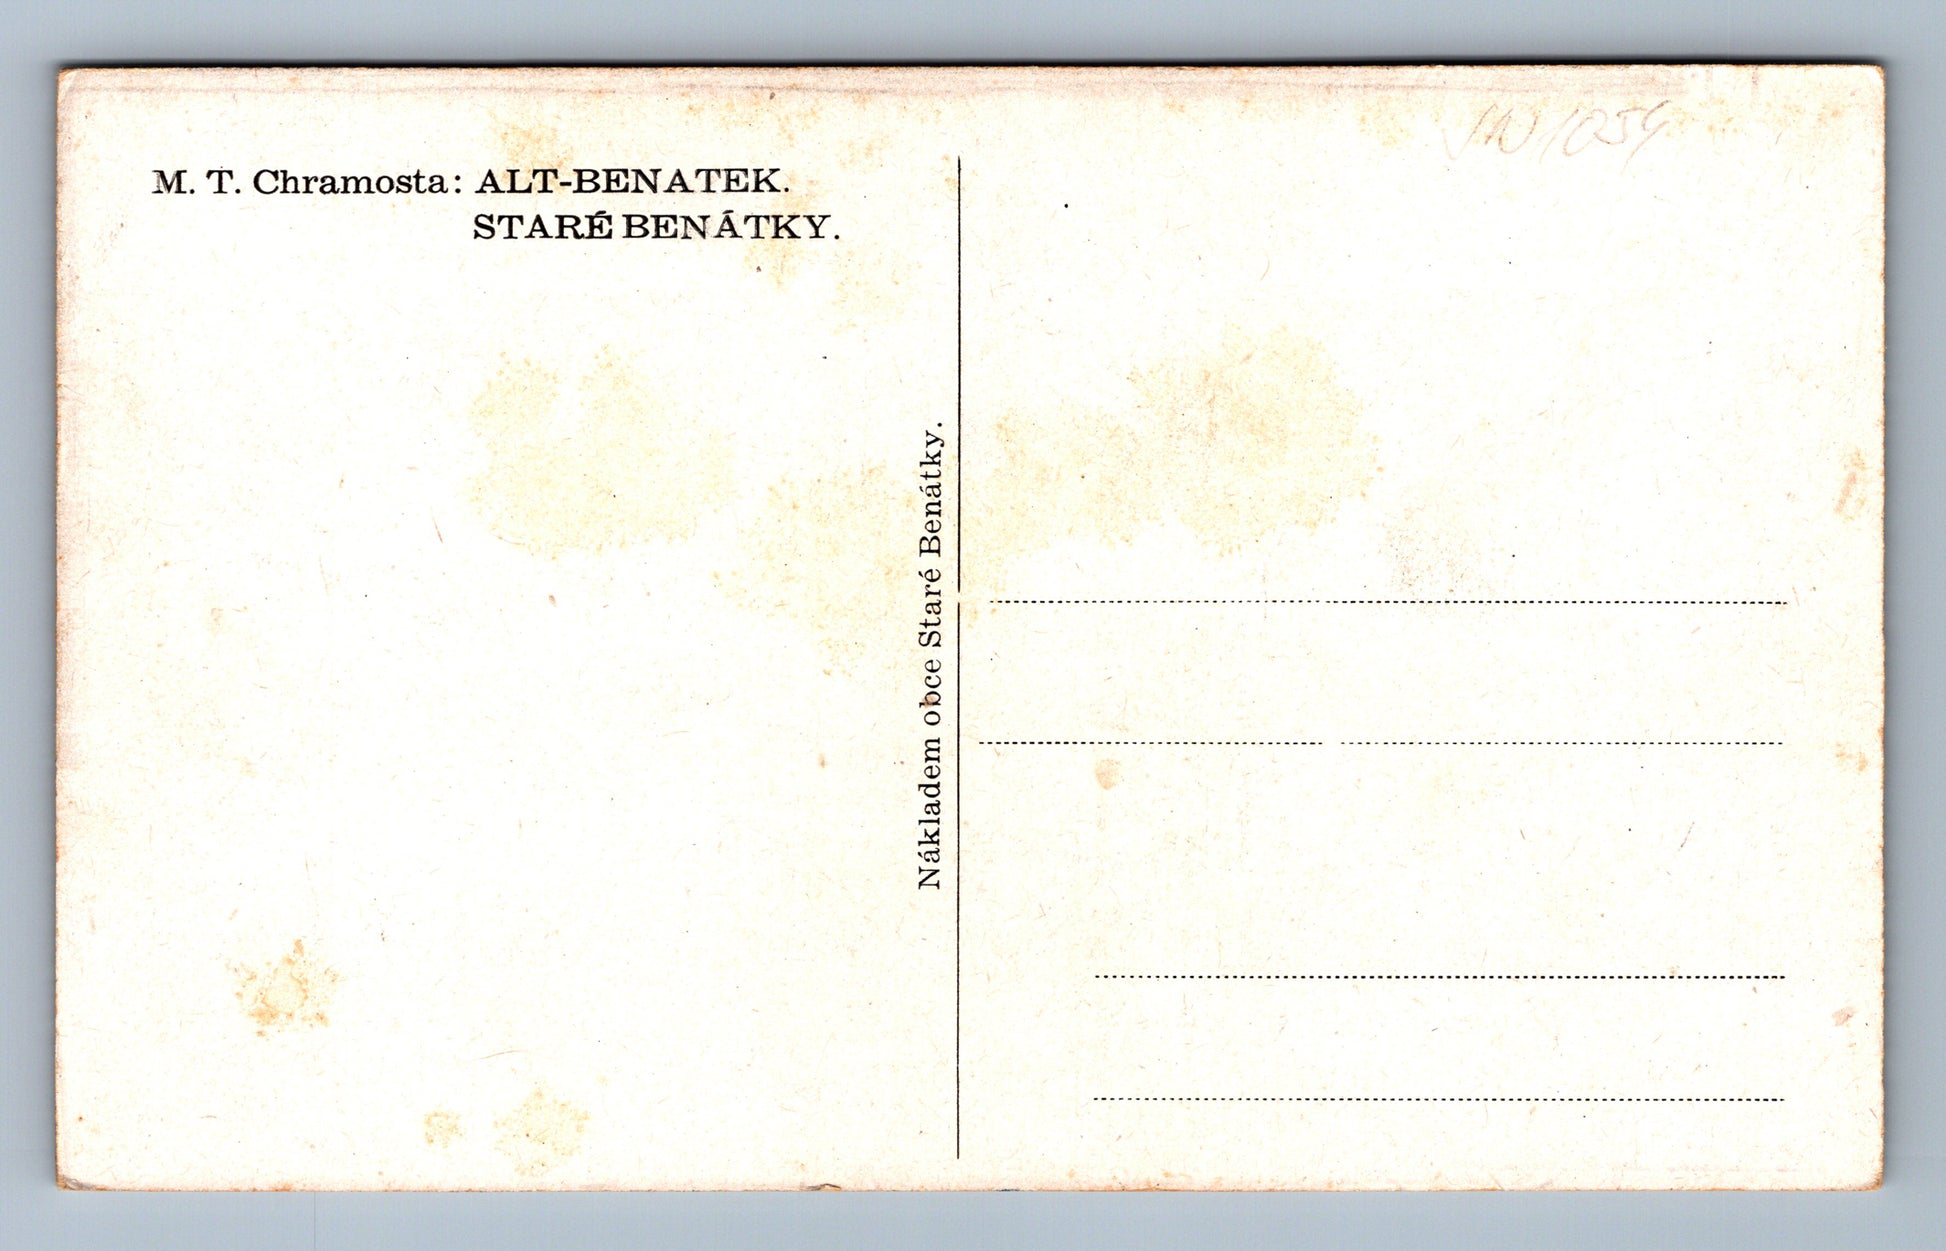 M. T. Chramosta: ALT-BENATEK.
STARÉ BENÁTKY.
Nákladem obce Staré Benátky.